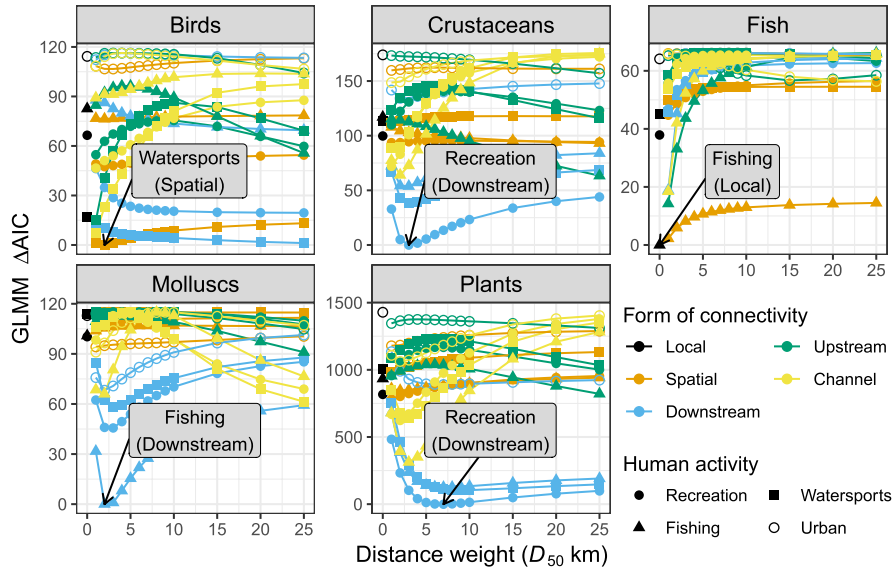 Birds
Crustaceans
Fish
120
90
60
30
0
Watersports
(Spatial)
0 5 10 15 20 25
150
100
50
0
Recreation
(Downstream)
0 5 10 15 20 25
60
40
20
0
Fishing
(Local)
0 5 10 15 20 25
GLMM ΔAIC
Molluscs
Plants
120
90
60
30
0
Fishing
(Downstream)
0 5 10 15 20 25
1500
1000
500
0
Recreation
(Downstream)
0 5 10 15 20 25
Distance weight (D50 km)
Form of connectivity
Local
Spatial
Downstream
Upstream
Channel
Human activity
Recreation
Fishing
Watersports
Urban